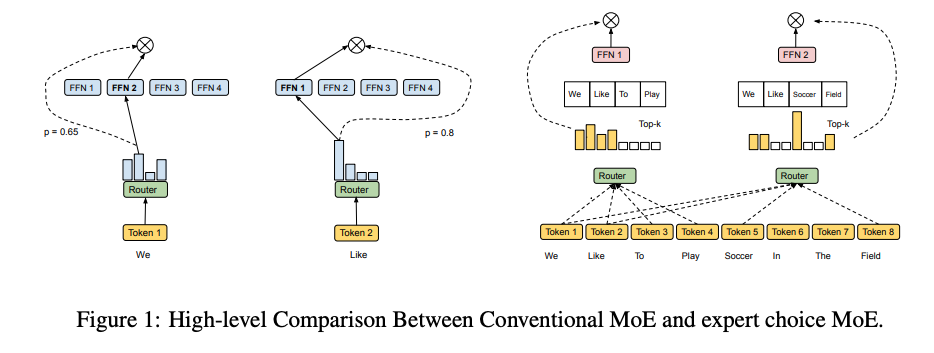 FFN 1 FFN 2 FFN 3 FFN 4
p = 0.65
Router
Token 1
We
FFN 1 FFN 2 FFN 3 FFN 4
p = 0.8
Router
Token 2
Like
FFN 1
We Like To Play
Top-k
Router
FFN 2
We Like Soccer Field
Top-k
Router
Token 1 Token 2 Token 3 Token 4 Token 5 Token 6 Token 7 Token 8
We Like To Play Soccer In The Field
Figure 1: High-level Comparison Between Conventional MoE and expert choice MoE.